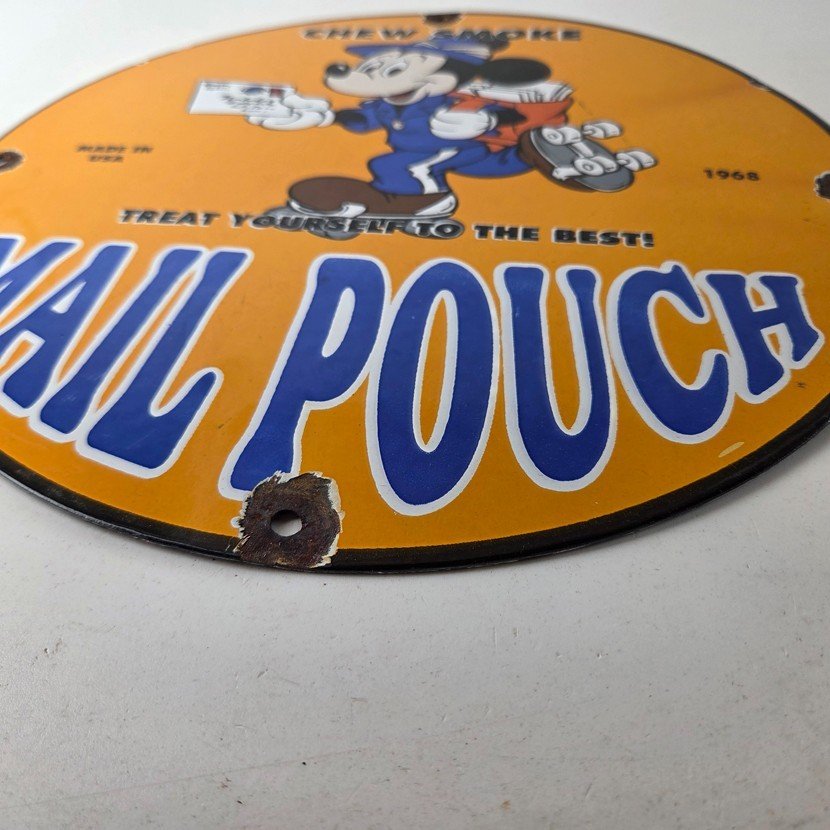 CHEW SMOKE
MADE IN
USA
1968
TREAT YOURSELF TO THE BEST!
MAIL POUCH